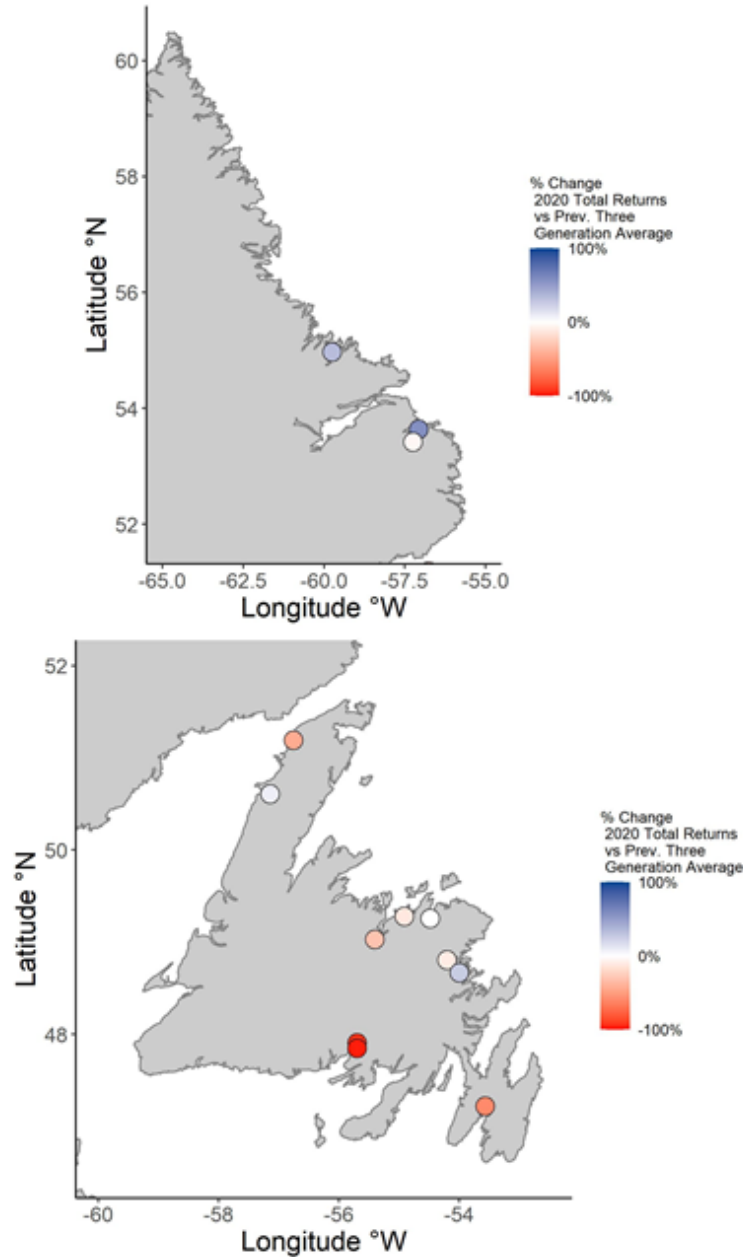 60
58
56
54
52
Latitude °N
-65.0 -62.5 -60.0 -57.5 -55.0
Longitude °W
% Change
2020 Total Returns
vs Prev. Three
Generation Average
100%
0%
-100%
52
50
48
Latitude °N
-60 -58 -56 -54
Longitude °W
% Change
2020 Total Returns
vs Prev. Three
Generation Average
100%
0%
-100%